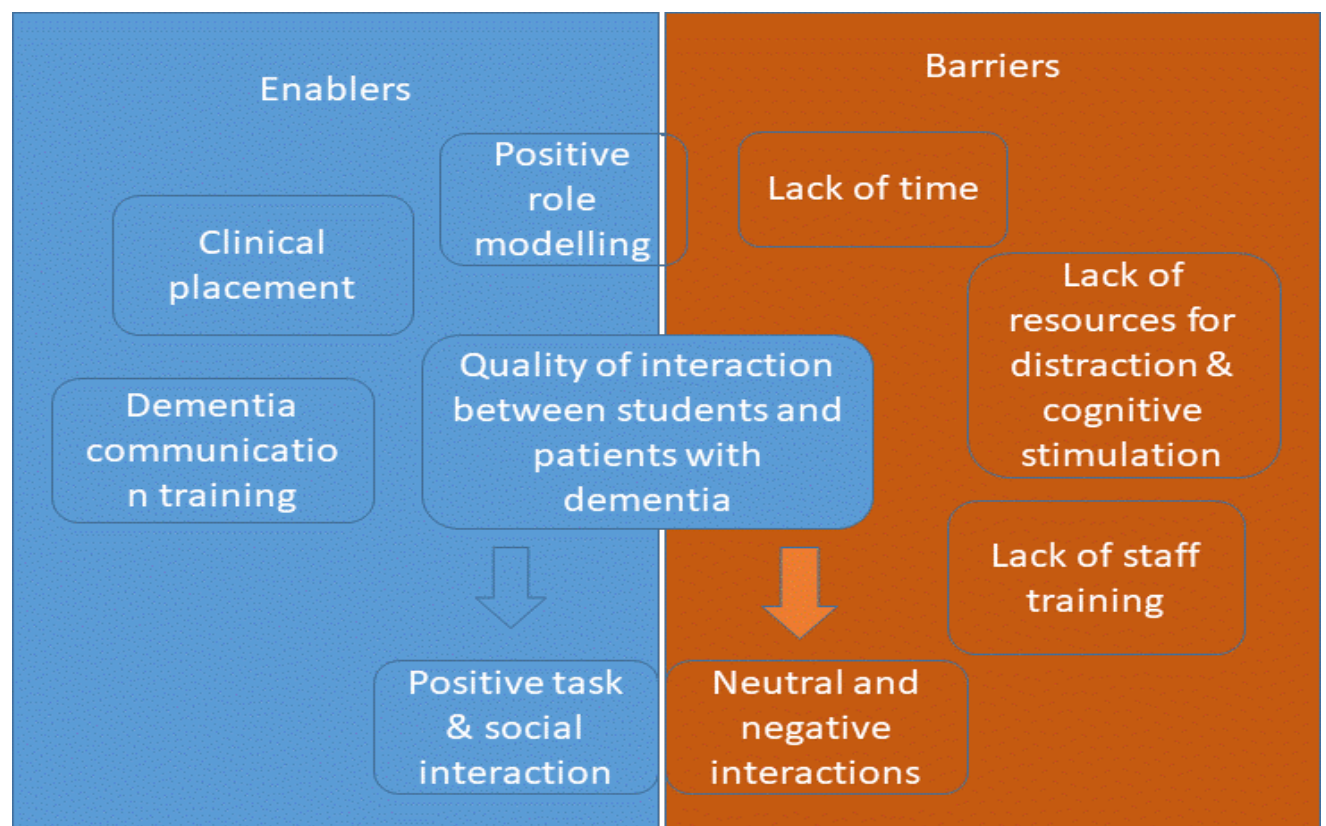 Enablers
Barriers
Positive
role
modelling
Lack of time
Clinical
placement
Lack of
resources for
distraction &
cognitive
stimulation
Quality of interaction
between students and
patients with
dementia
Dementia
communicatio
n training
Lack of staff
training
Positive task
& social
interaction
Neutral and
negative
interactions